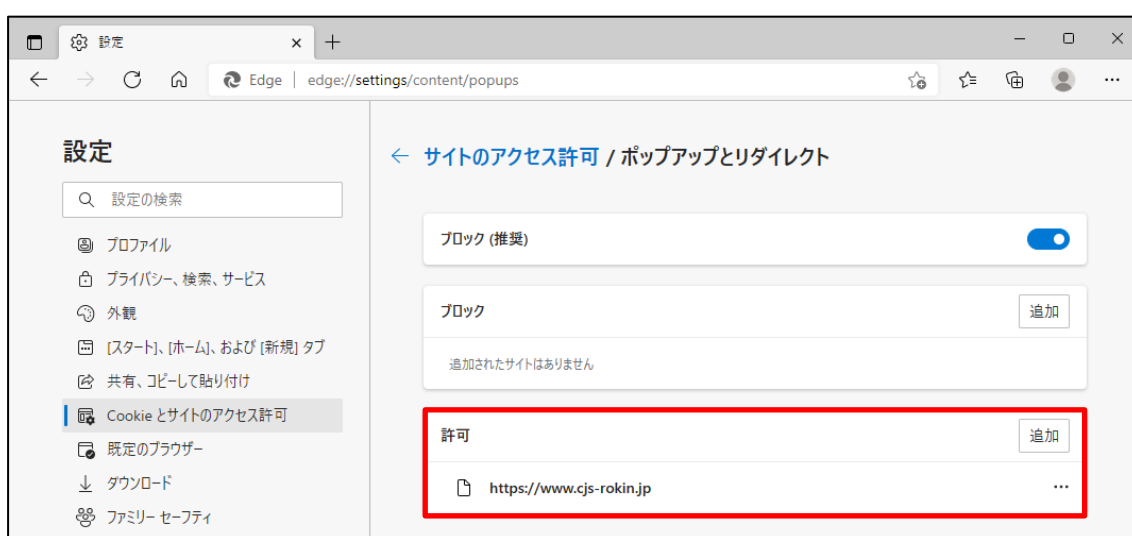 設定
Edge | edge://settings/content/popups
設定
設定の検索
プロファイル
プライバシー、検索、サービス
外観
[スタート]、[ホーム]、および [新規] タブ
共有、コピーして貼り付け
Cookie とサイトのアクセス許可
既定のブラウザー
ダウンロード
ファミリー セーフティ
サイトのアクセス許可 / ポップアップとリダイレクト
ブロック (推奨)
ブロック
追加
追加されたサイトはありません
許可
追加
https://www.cjs-rokin.jp